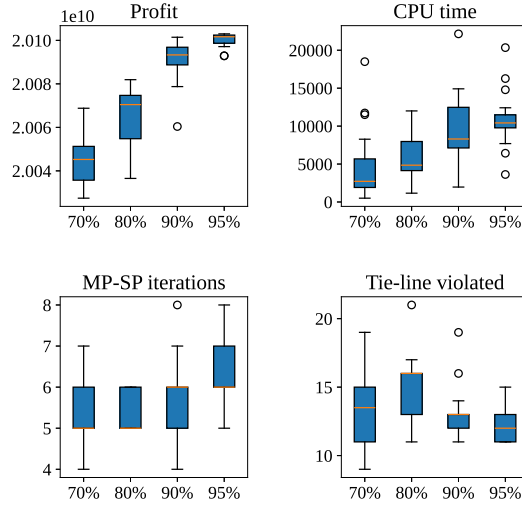 Profit
1e10
2.010
2.008
2.006
2.004
70% 80% 90% 95%
CPU time
20000
15000
10000
5000
0
70% 80% 90% 95%
MP-SP iterations
8
7
6
5
4
70% 80% 90% 95%
Tie-line violated
20
15
10
70% 80% 90% 95%